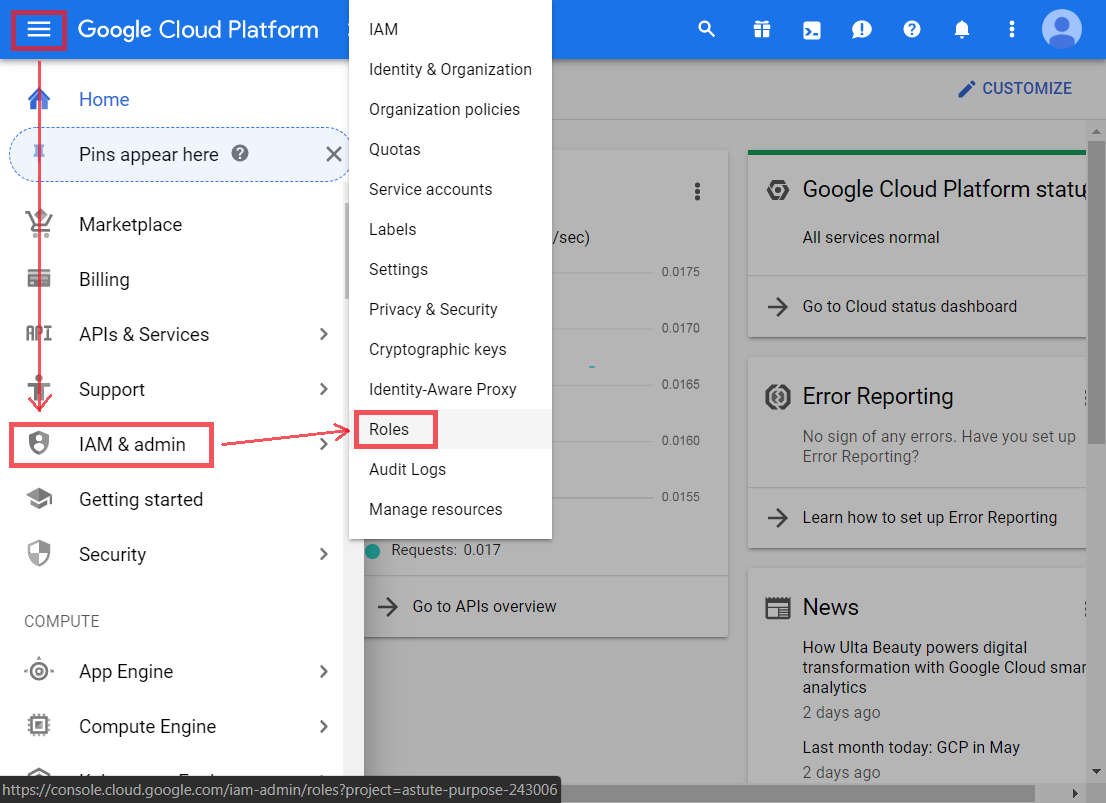 Google Cloud Platform
Home
Pins appear here
Marketplace
Billing
API
APIs & Services
Support
IAM & admin
Getting started
Security
COMPUTE
App Engine
Compute Engine
IAM
Identity & Organization
Organization policies
Quotas
Service accounts
Labels
Settings
Privacy & Security
Cryptographic keys
Identity-Aware Proxy
Roles
Audit Logs
Manage resources
CUSTOMIZE
/sec)
0.0175
0.0170
0.0165
0.0160
0.0155
Requests: 0.017
Go to APIs overview
Google Cloud Platform statu
All services normal
Go to Cloud status dashboard
Error Reporting
No sign of any errors. Have you set up
Error Reporting?
Learn how to set up Error Reporting
News
How Ulta Beauty powers digital
transformation with Google Cloud smar
analytics
2 days ago
Last month today: GCP in May
2 days ago
https://console.cloud.google.com/iam-admin/roles?project=astute-purpose-243006